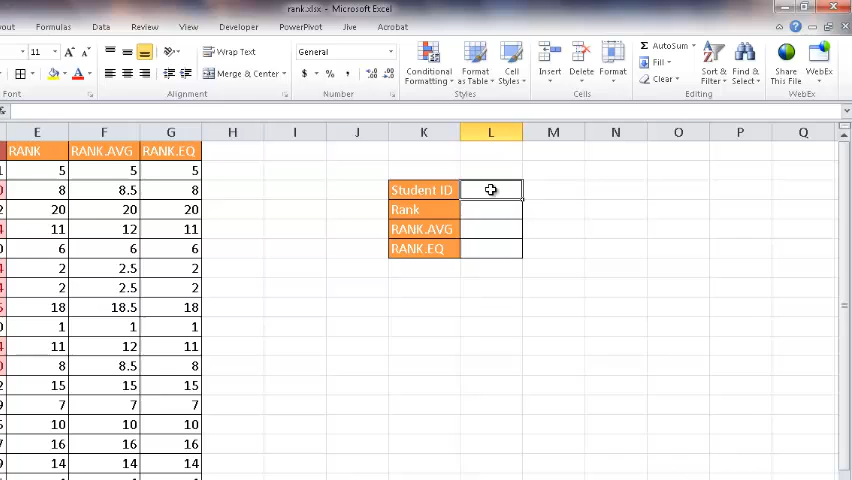 rank.xlsx - Microsoft Excel
Formulas Data Review View Developer PowerPivot Jive Acrobat
11 A A Wrap Text General AutoSum
Conditional Format Cell Insert Delete Format Fill Sort & Find & Share WebEx
Merge & Center $ % , Formatting as Table Styles Clear Filter Select This File
Alignment Number Styles Cells Editing WebEx
E F G H I J K L M N O P Q
RANK RANK.AVG RANK.EQ
5 5 5
8 8.5 8 Student ID
20 20 20 Rank
11 12 11 RANK.AVG
6 6 6 RANK.EQ
2 2.5 2
2 2.5 2
18 18.5 18
1 1 1
11 12 11
8 8.5 8
15 15 15
7 7 7
10 10 10
16 16 16
14 14 14